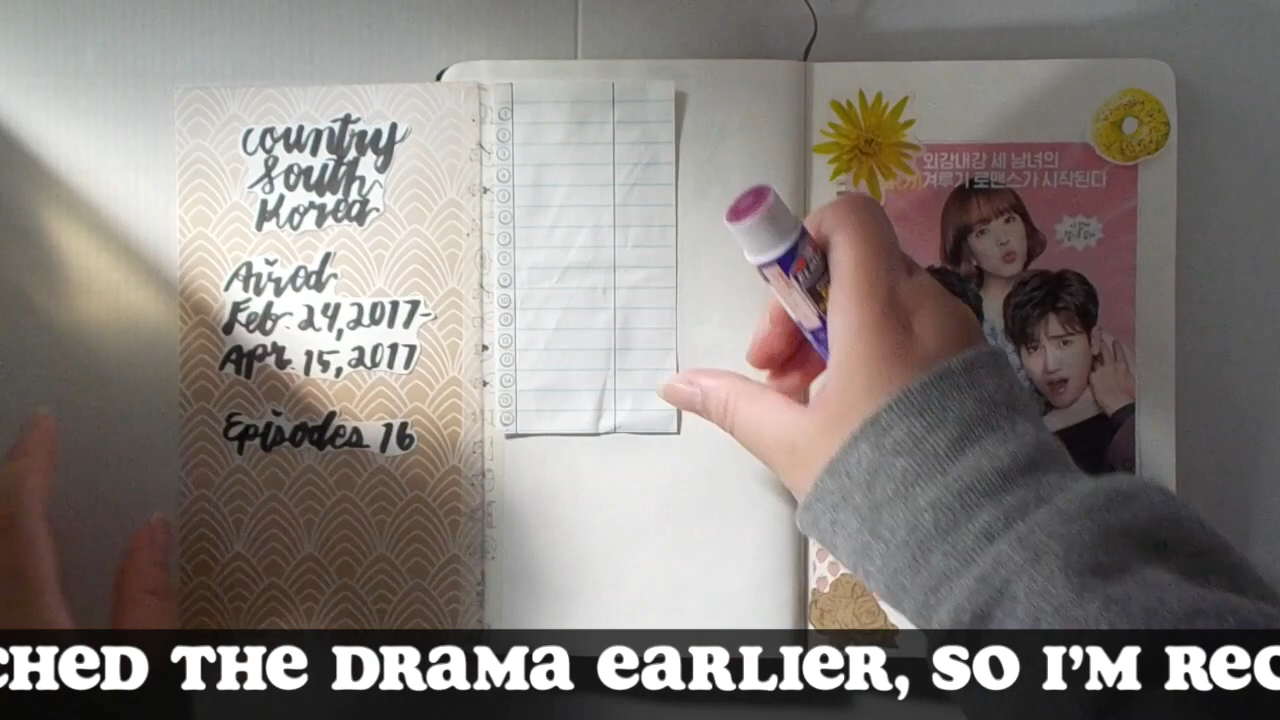 country
South
Korea
Aired
Feb. 24, 2017-
Apr. 15, 2017
Episodes 16
외강내강 세 남녀의
겨루기 로맨스가 시작된다
CHED THE DRAMA EARLIER, SO I'M REC